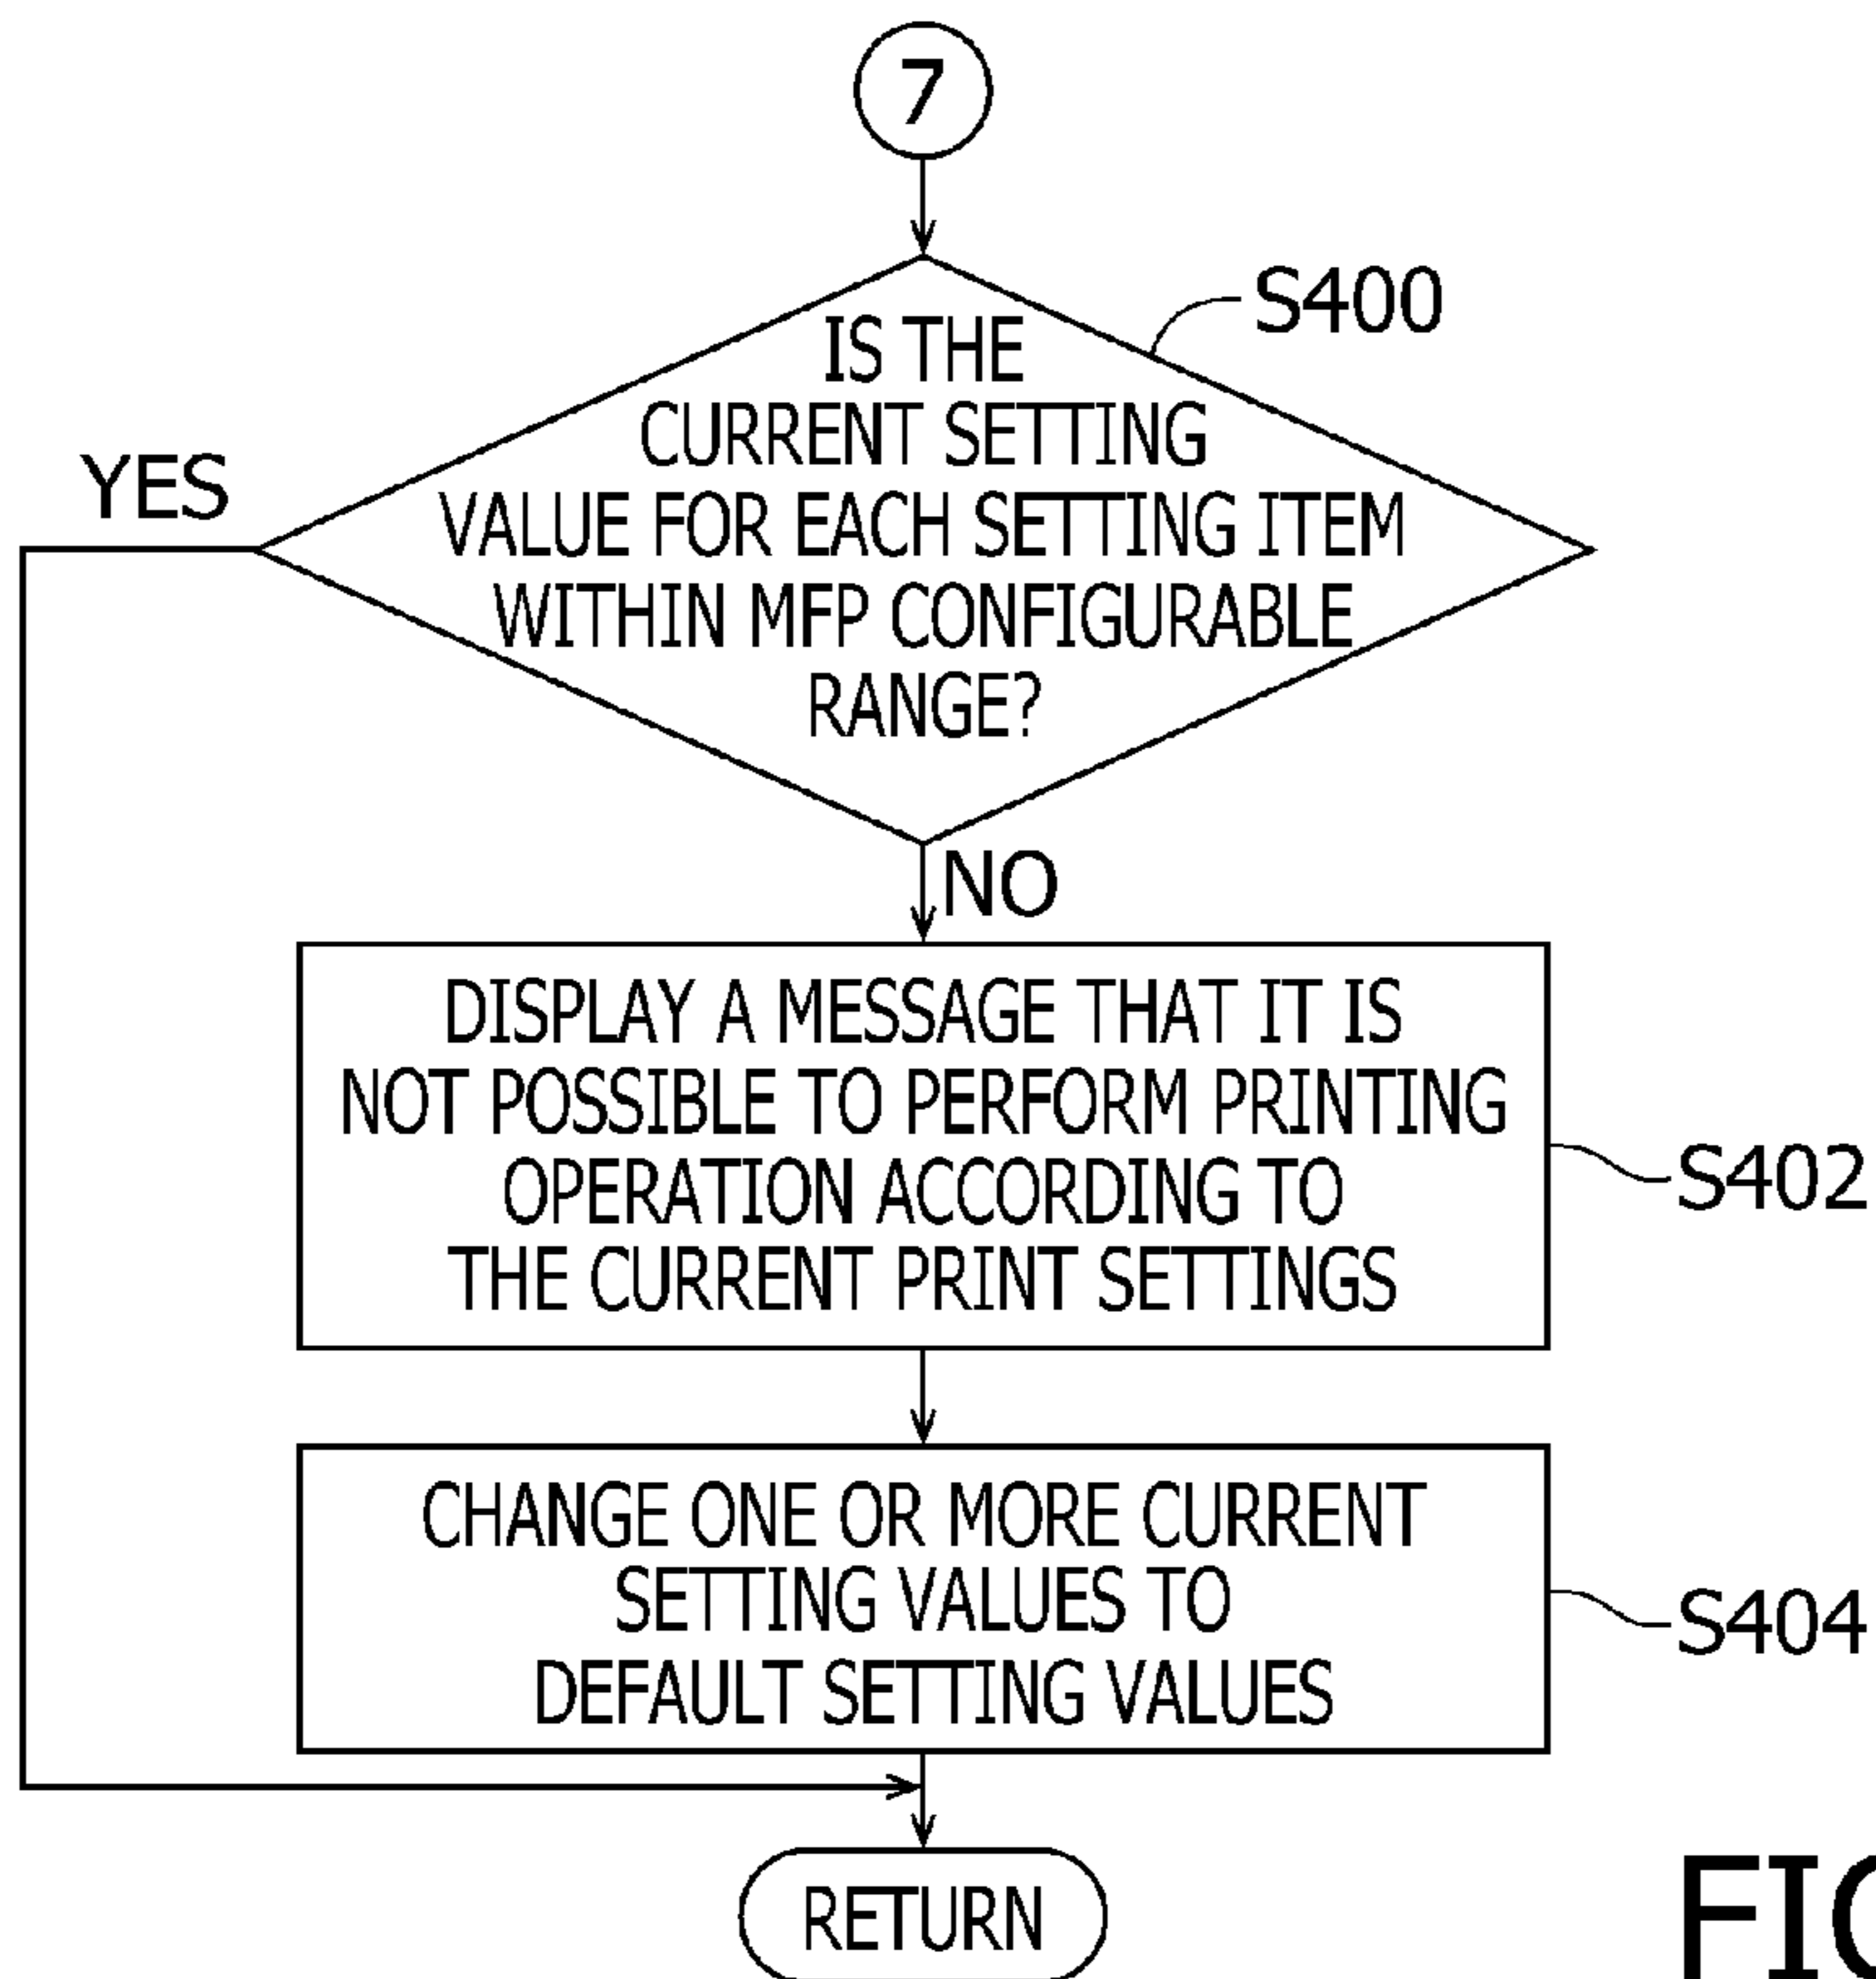 7
S400
IS THE
CURRENT SETTING
VALUE FOR EACH SETTING ITEM
WITHIN MFP CONFIGURABLE
RANGE?
YES
NO
DISPLAY A MESSAGE THAT IT IS
NOT POSSIBLE TO PERFORM PRINTING
OPERATION ACCORDING TO
THE CURRENT PRINT SETTINGS
S402
CHANGE ONE OR MORE CURRENT
SETTING VALUES TO
DEFAULT SETTING VALUES
S404
RETURN